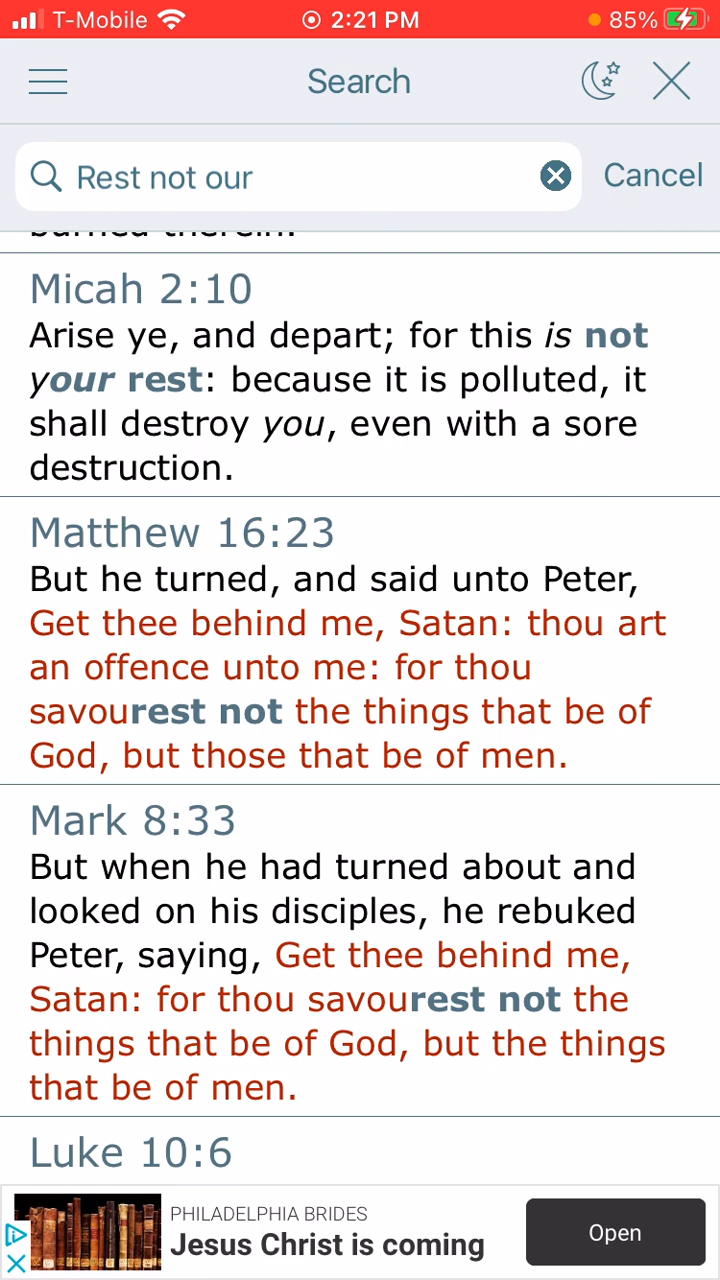 T-Mobile 2:21 PM 85%
Search
Rest not our Cancel
burned therein.
Micah 2:10
Arise ye, and depart; for this is not
your rest: because it is polluted, it
shall destroy you, even with a sore
destruction.
Matthew 16:23
But he turned, and said unto Peter,
Get thee behind me, Satan: thou art
an offence unto me: for thou
savourest not the things that be of
God, but those that be of men.
Mark 8:33
But when he had turned about and
looked on his disciples, he rebuked
Peter, saying, Get thee behind me,
Satan: for thou savourest not the
things that be of God, but the things
that be of men.
Luke 10:6
PHILADELPHIA BRIDES
Jesus Christ is coming
Open